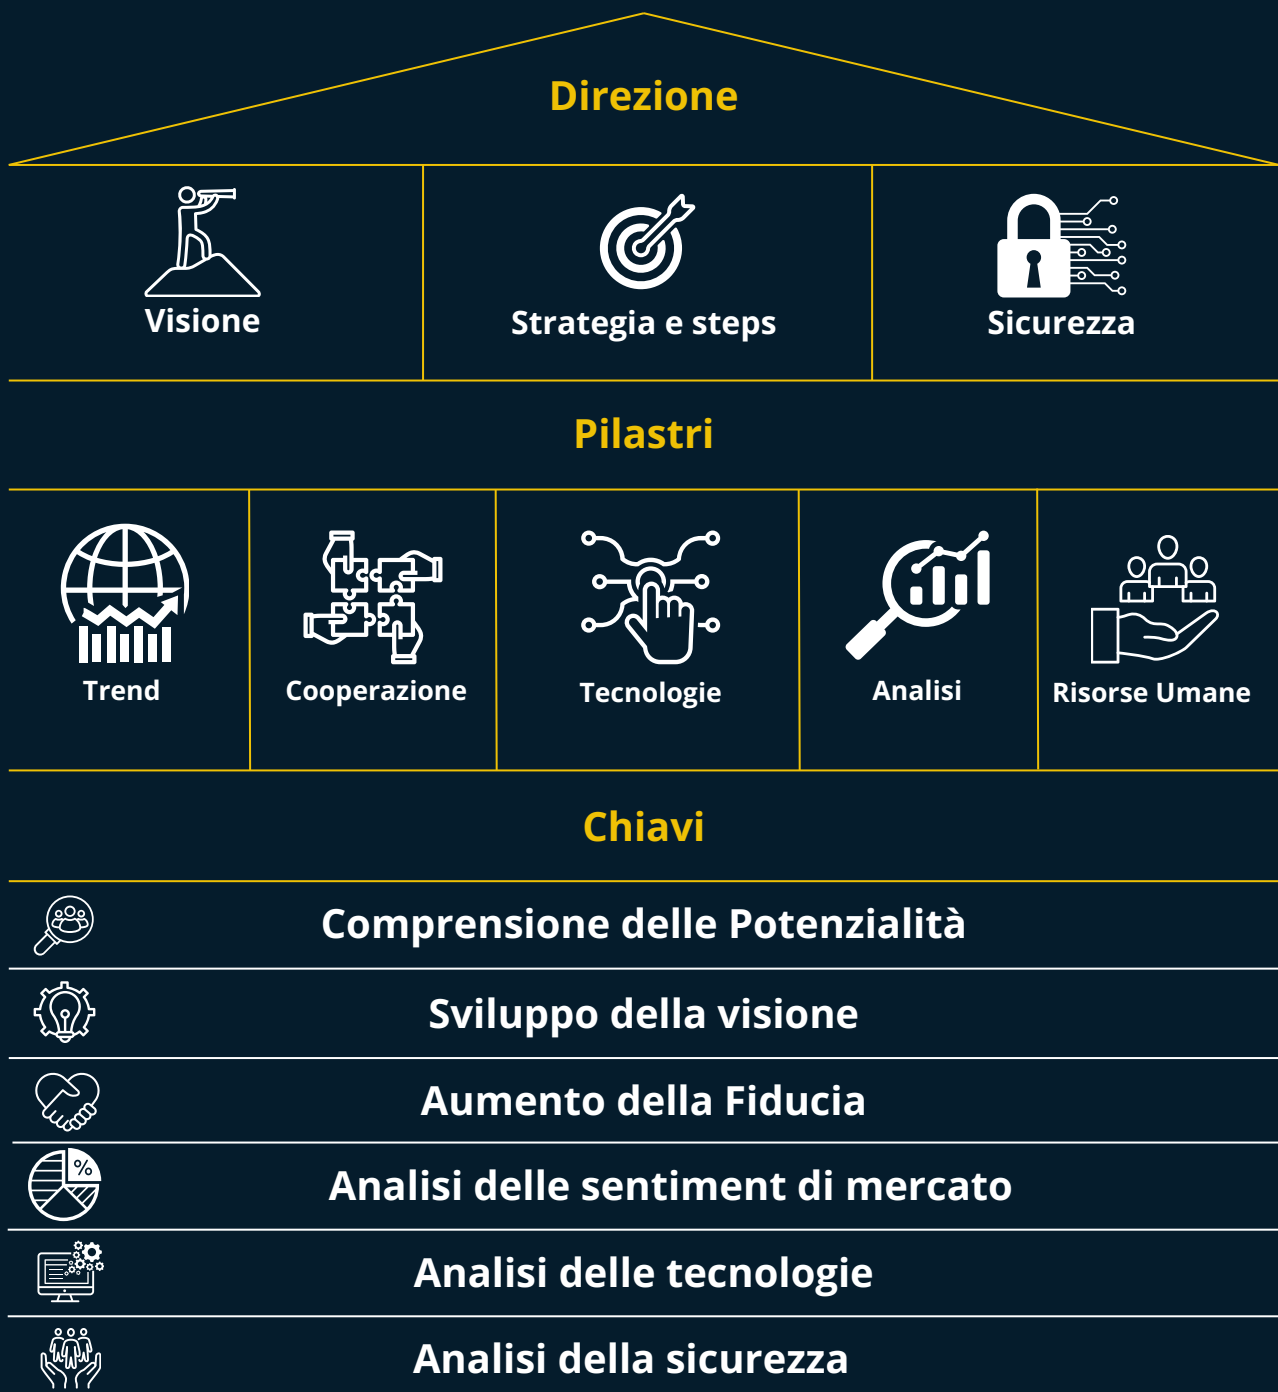 Direzione
Visione
Strategia e steps
Sicurezza
Pilastri
Trend
Cooperazione
Tecnologie
Analisi
Risorse Umane
Chiavi
Comprensione delle Potenzialità
Sviluppo della visione
Aumento della Fiducia
%
Analisi delle sentiment di mercato
Analisi delle tecnologie
Analisi della sicurezza